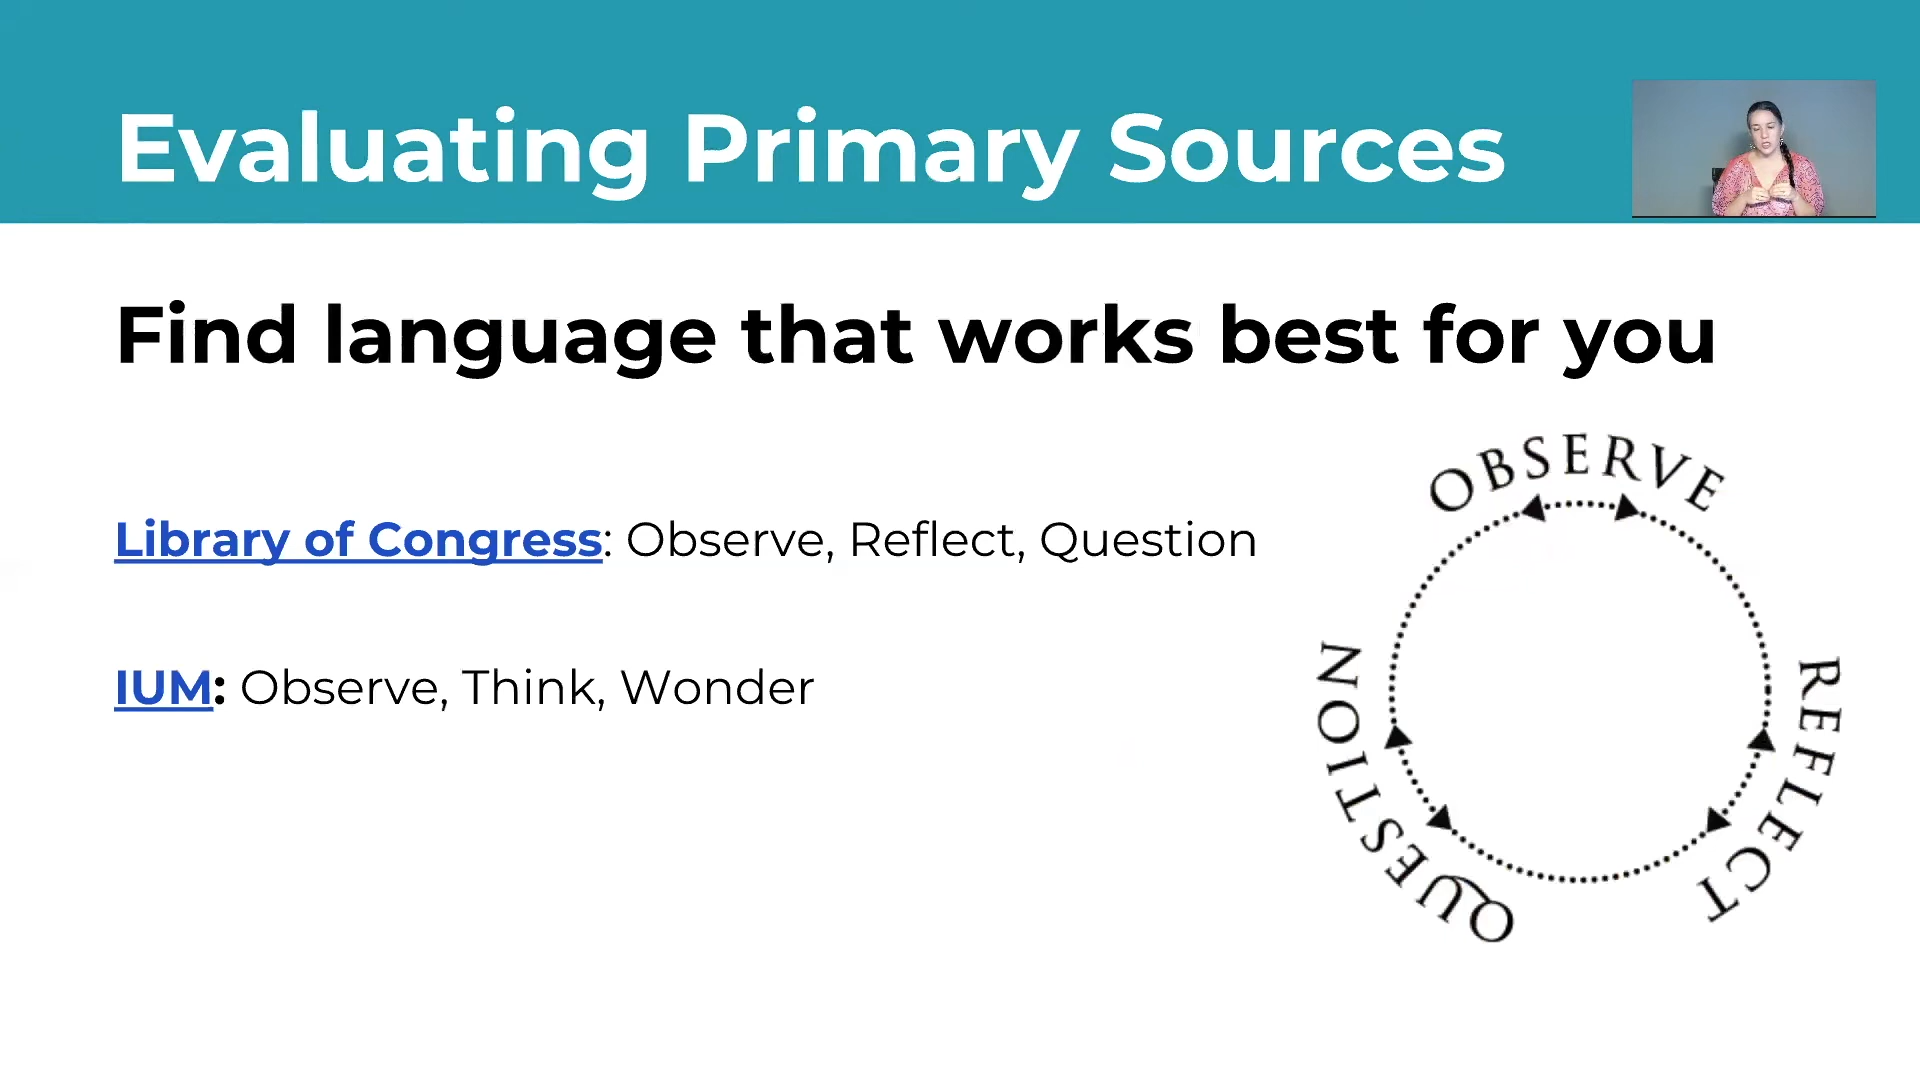 Evaluating Primary Sources
Find language that works best for you
Library of Congress: Observe, Reflect, Question
IUM: Observe, Think, Wonder
OBSERVE
REFLECT
QUESTION